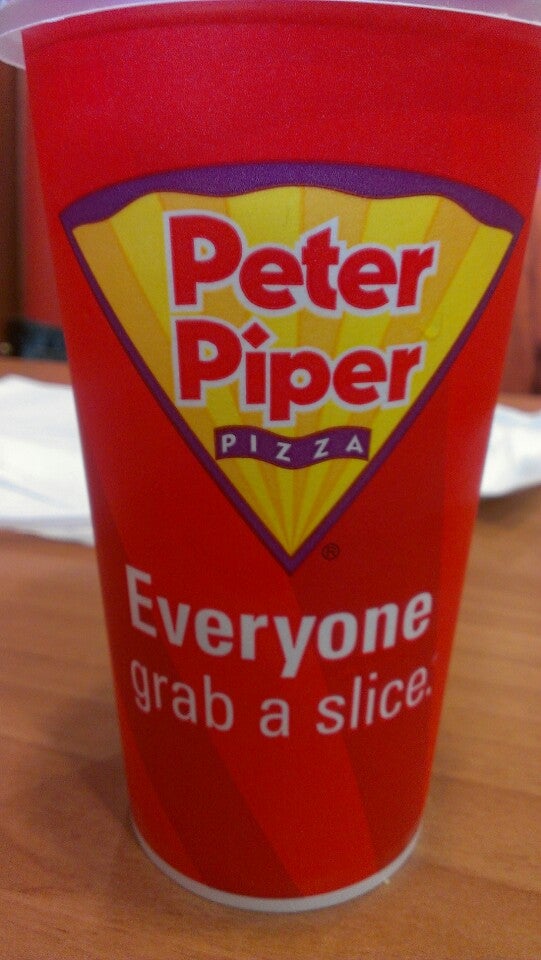 Peter
Piper
PIZZA
®
Everyone
grab a slice.